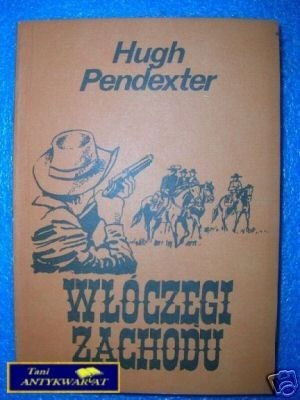 Hugh
Pendexter
WŁÓCZĘGI
ZACHODU
Tani
ANTYKWARIAT